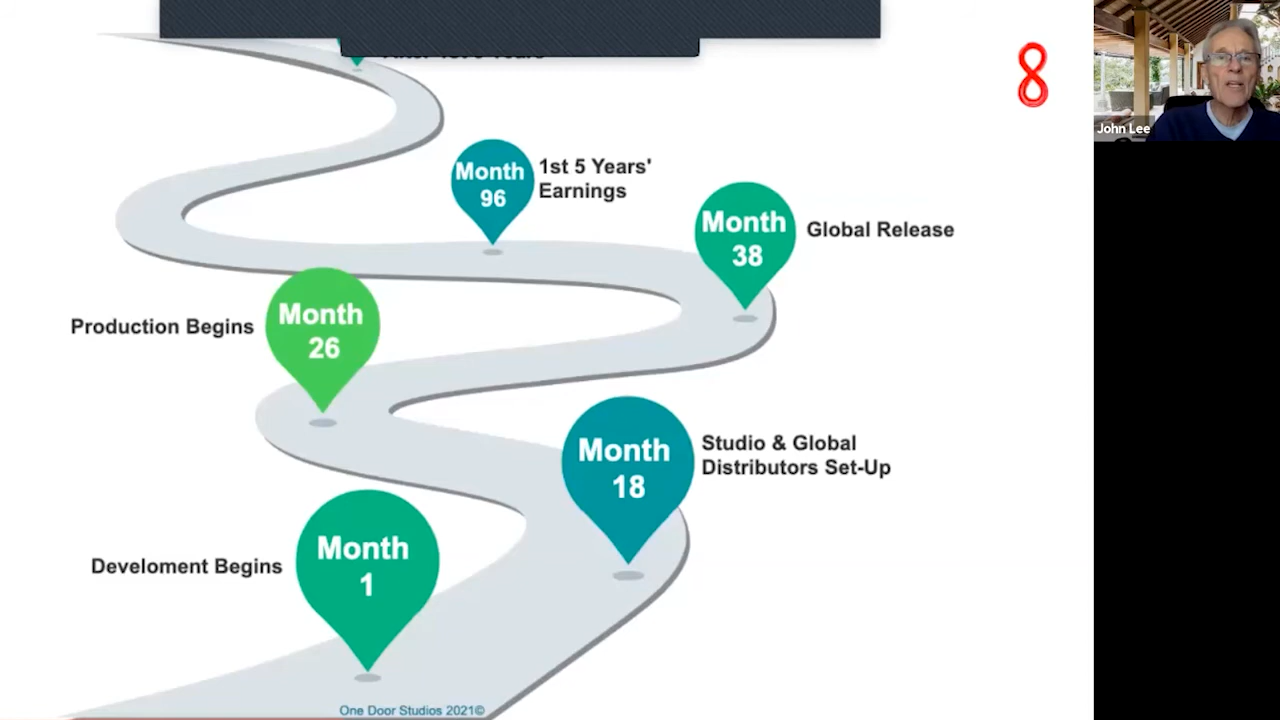 1st 5 Years'
Earnings
Month
96
Month
38
Global Release
Production Begins
Month
26
Month
18
Studio & Global
Distributors Set-Up
Develoment Begins
Month
1
One Door Studios 2021©
8
John Lee